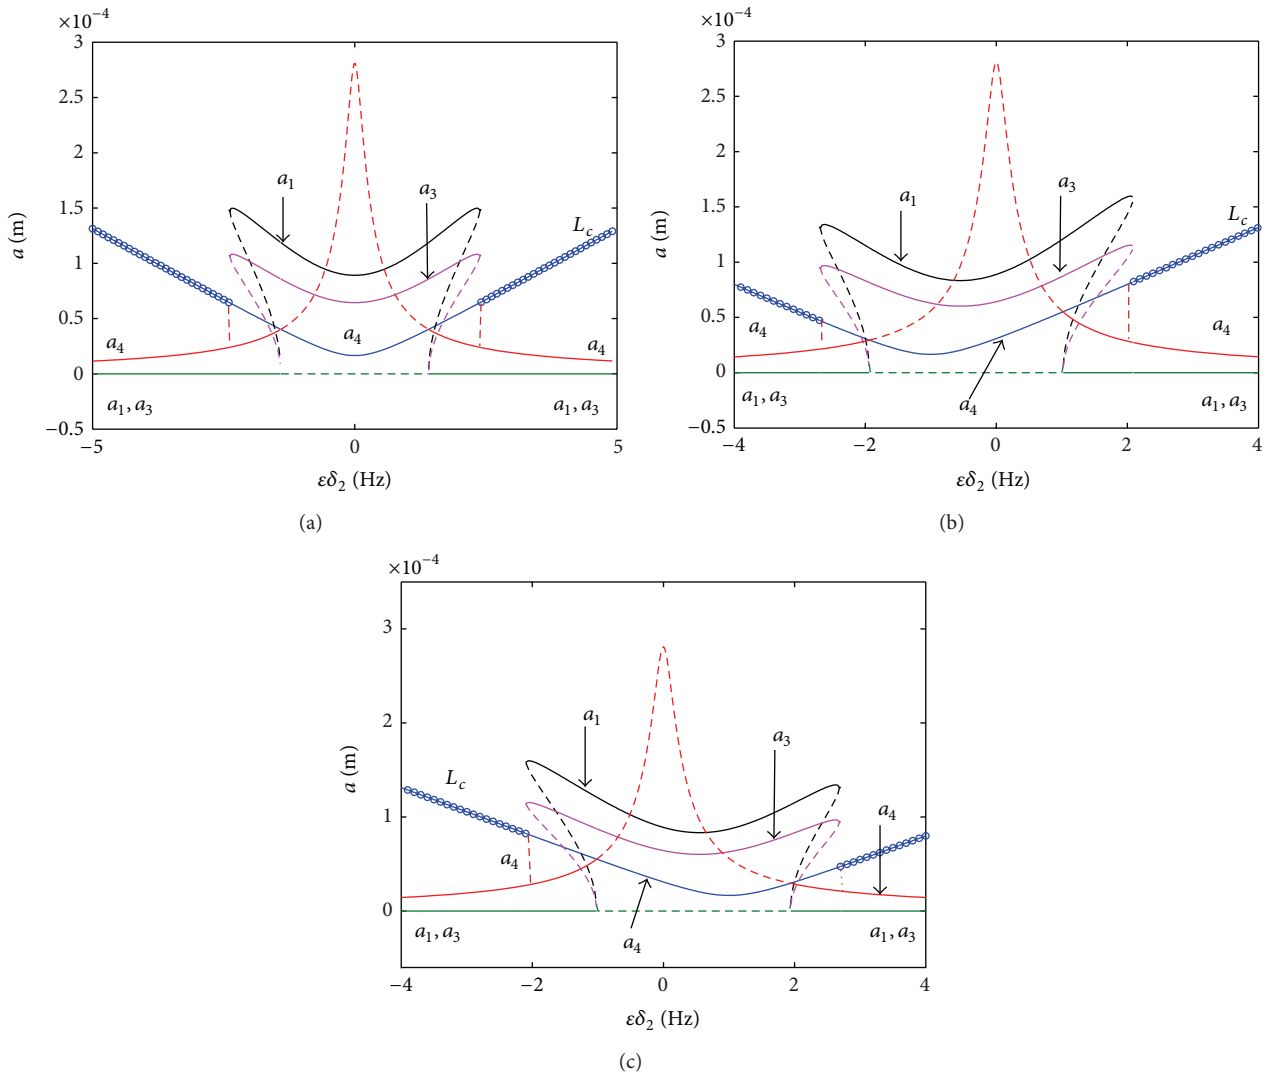 ×10⁻⁴
3
2.5
2
1.5
1
0.5
0
−0.5
a (m)
a₁
a₃
L_c
a₄
a₄
a₄
a₁, a₃
a₁, a₃
−5
0
5
εδ₂ (Hz)
(a)
×10⁻⁴
3
2.5
2
1.5
1
0.5
0
−0.5
a (m)
a₁
a₃
L_c
a₄
a₄
a₄
a₁, a₃
a₁, a₃
−4
−2
0
2
4
εδ₂ (Hz)
(b)
×10⁻⁴
3
2
1
0
a (m)
a₁
a₃
L_c
a₄
a₄
a₄
a₁, a₃
a₁, a₃
−4
−2
0
2
4
εδ₂ (Hz)
(c)